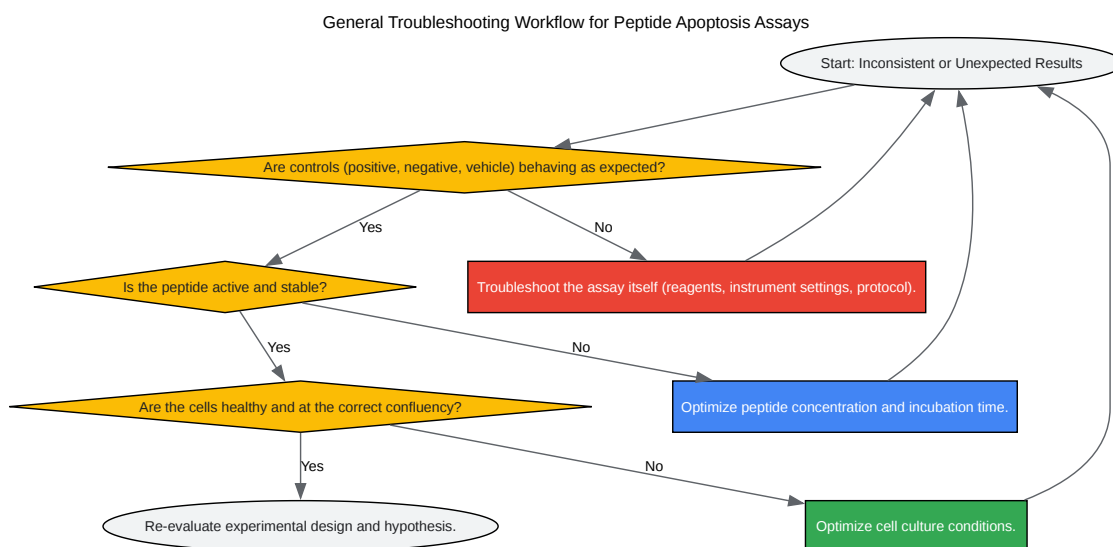 General Troubleshooting Workflow for Peptide Apoptosis Assays
Start: Inconsistent or Unexpected Results
Are controls (positive, negative, vehicle) behaving as expected?
Yes
No
Is the peptide active and stable?
Troubleshoot the assay itself (reagents, instrument settings, protocol).
Yes
No
Are the cells healthy and at the correct confluency?
Optimize peptide concentration and incubation time.
Yes
No
Re-evaluate experimental design and hypothesis.
Optimize cell culture conditions.